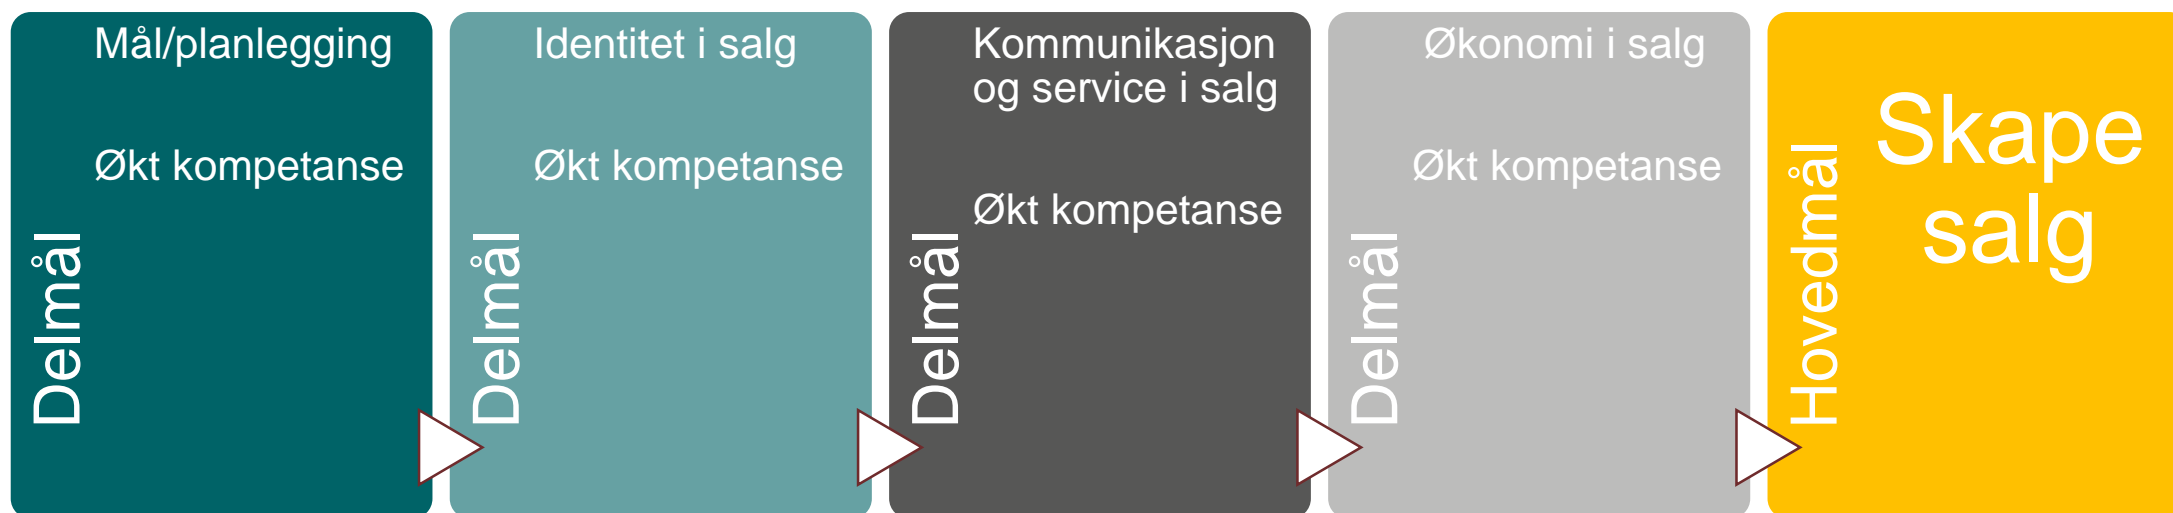 Delmål
Mål/planlegging
Økt kompetanse
Delmål
Identitet i salg
Økt kompetanse
Delmål
Kommunikasjon
og service i salg
Økt kompetanse
Delmål
Økonomi i salg
Økt kompetanse
Hovedmål
Skape
salg